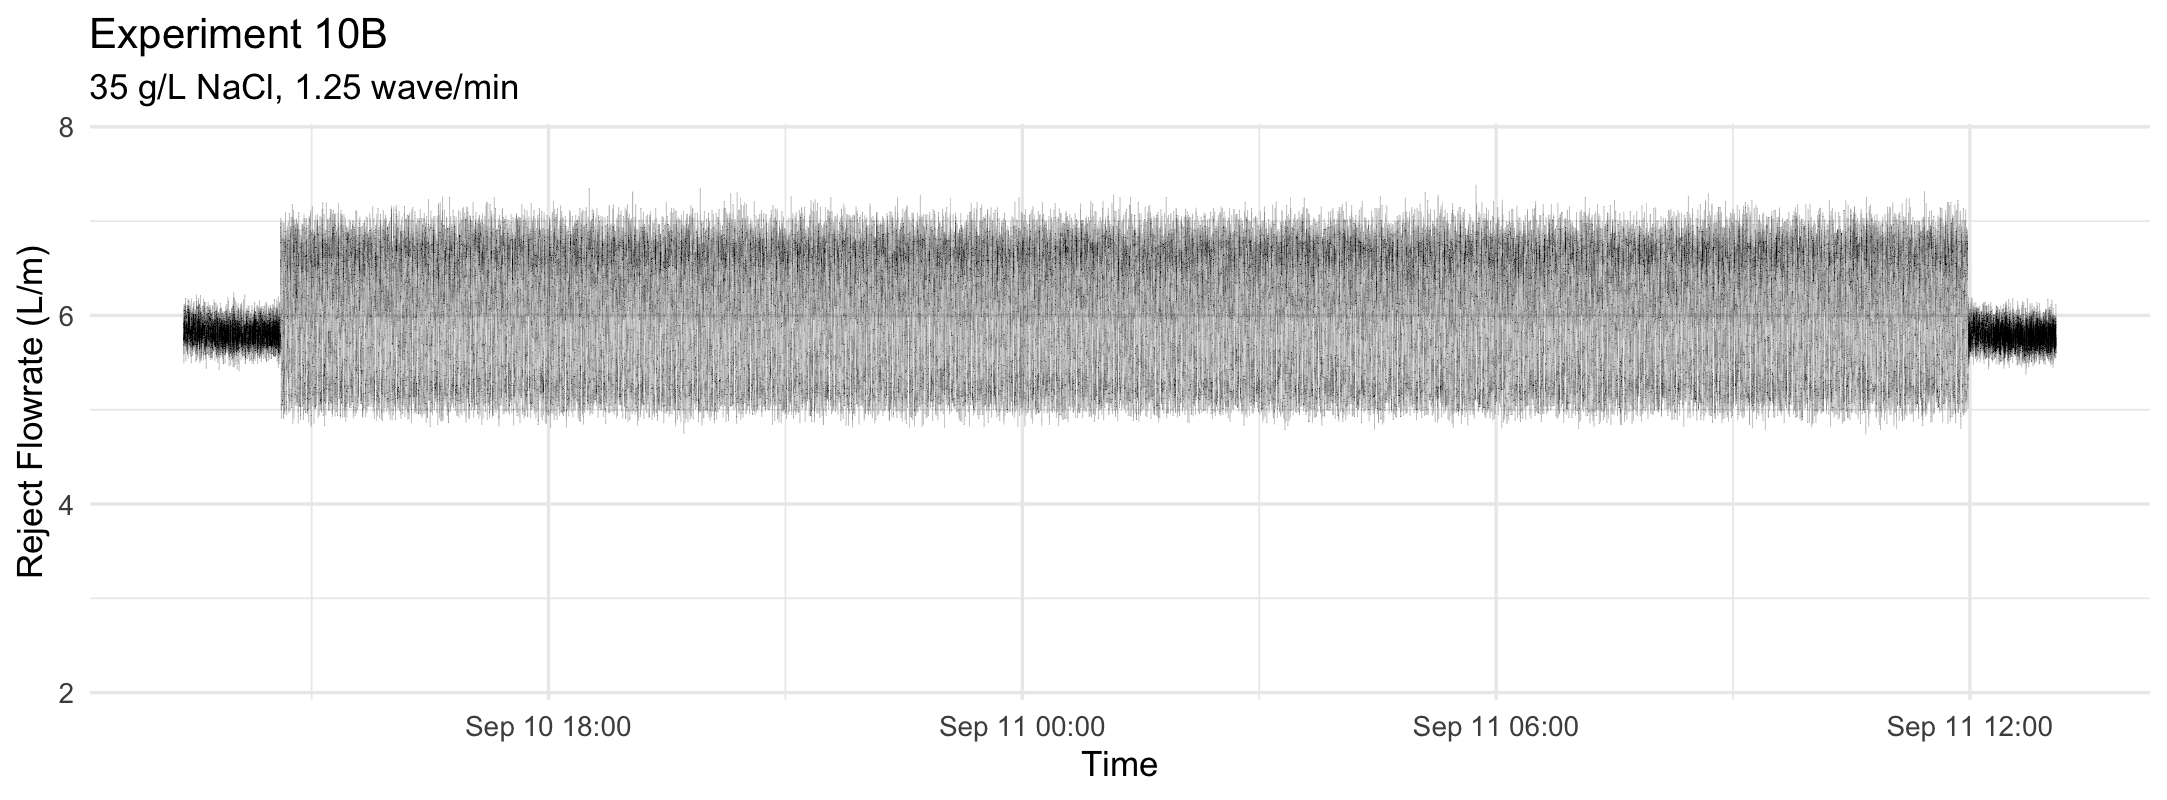 Experiment 10B
35 g/L NaCl, 1.25 wave/min
Reject Flowrate (L/m)
8
6
4
2
Sep 10 18:00
Sep 11 00:00
Sep 11 06:00
Sep 11 12:00
Time